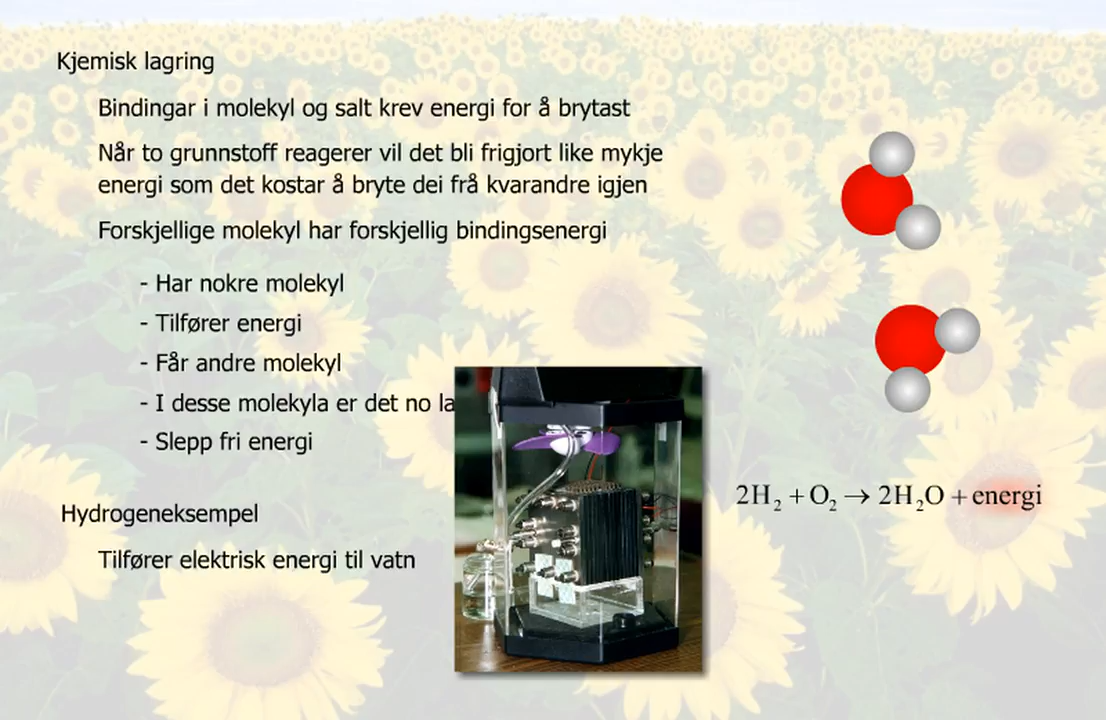 Kjemisk lagring
Bindingar i molekyl og salt krev energi for å brytast
Når to grunnstoff reagerer vil det bli frigjort like mykje
energi som det kostar å bryte dei frå kvarandre igjen
Forskjellige molekyl har forskjellig bindingsenergi
- Har nokre molekyl
- Tilfører energi
- Får andre molekyl
- I desse molekyla er det no
- Slepp fri energi
2H₂ + O₂ → 2H₂O + energi
Hydrogeneksempel
Tilfører elektrisk energi til vatn